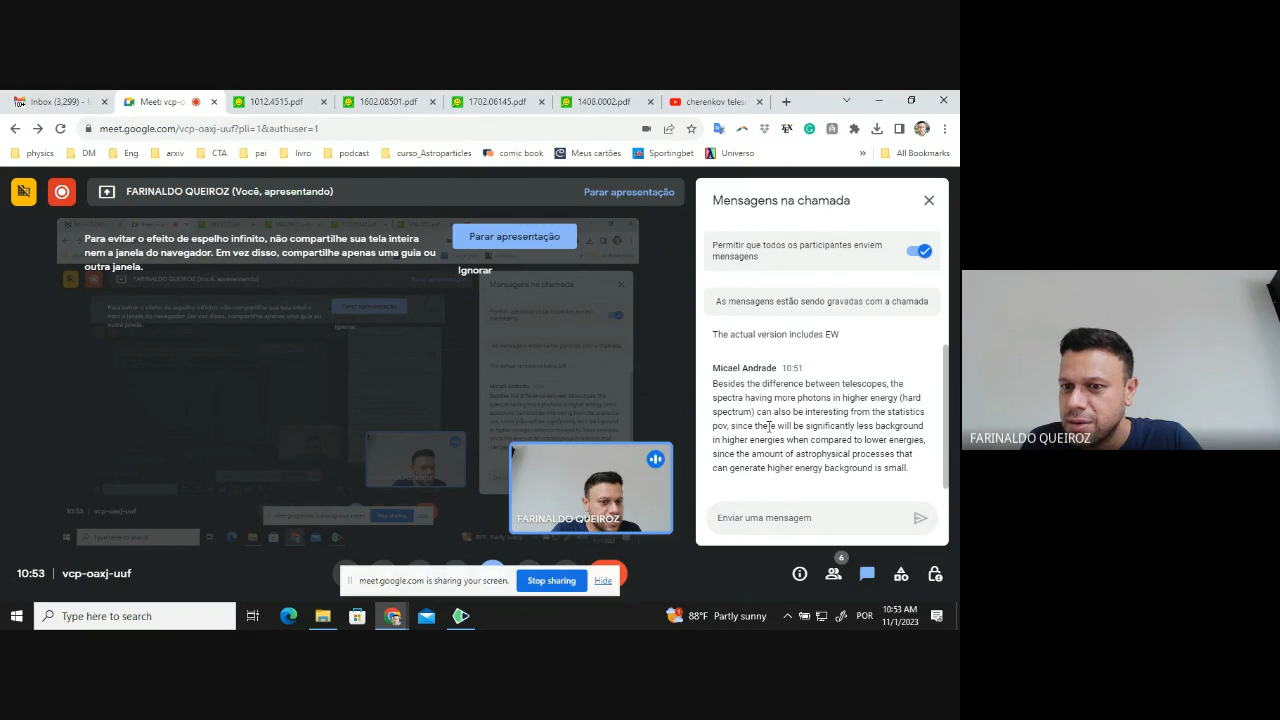 Inbox (3,299) -
Meet: vcp-o
1012.4515.pdf
1602.08501.pdf
1702.06145.pdf
1408.0002.pdf
cherenkov teles
meet.google.com/vcp-oaxj-uuf?pli=1&authuser=1
physics
DM
Eng
arxiv
CTA
pai
livro
podcast
curso_Astroparticles
comic book
Meus cartões
Sportingbet
Universo
»
All Bookmarks
FARINALDO QUEIROZ (Você, apresentando)
Parar apresentação
Para evitar o efeito de espelho infinito, não compartilhe sua tela inteira
nem a janela do navegador. Em vez disso, compartilhe apenas uma guia ou
outra janela.
Parar apresentação
Ignorar
Mensagens na chamada
Permitir que todos os participantes enviem
mensagens
As mensagens estão sendo gravadas com a chamada
The actual version includes EW
Micael Andrade 10:51
Besides the difference between telescopes, the
spectra having more photons in higher energy (hard
spectrum) can also be interesting from the statistics
pov, since there will be significantly less background
in higher energies when compared to lower energies,
since the amount of astrophysical processes that
can generate higher energy background is small.
Enviar uma mensagem
FARINALDO QUEIROZ
FARINALDO QUEIROZ
10:53
vcp-oaxj-uuf
meet.google.com is sharing your screen.
Stop sharing
Hide
6
Type here to search
88°F Partly sunny
POR
10:53 AM
11/1/2023